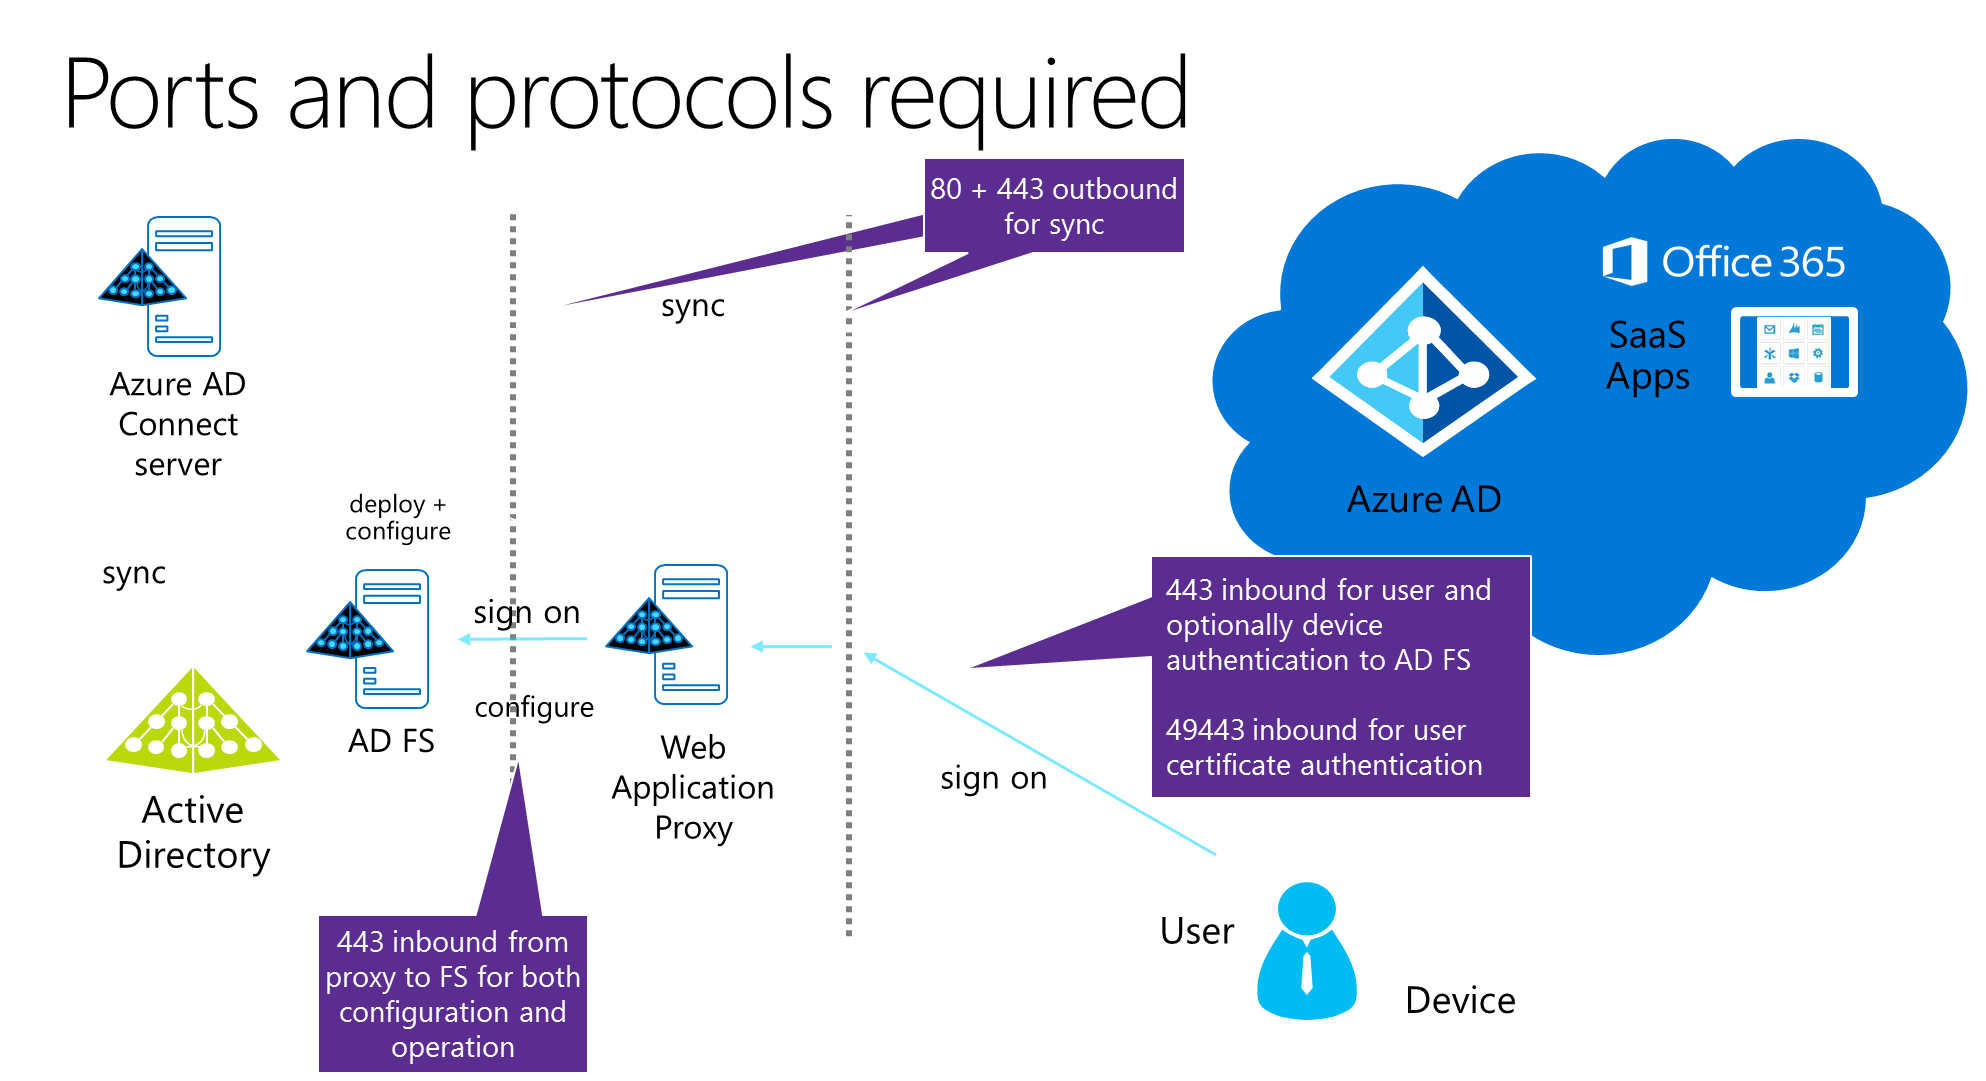 Ports and protocols required
80 + 443 outbound
for sync
Office 365
SaaS
Apps
sync
Azure AD
Connect
server
Azure AD
deploy +
configure
sync
sign on
configure
AD FS
Web
Application
Proxy
443 inbound for user and
optionally device
authentication to AD FS
49443 inbound for user
certificate authentication
sign on
Active
Directory
443 inbound from
proxy to FS for both
configuration and
operation
User
Device